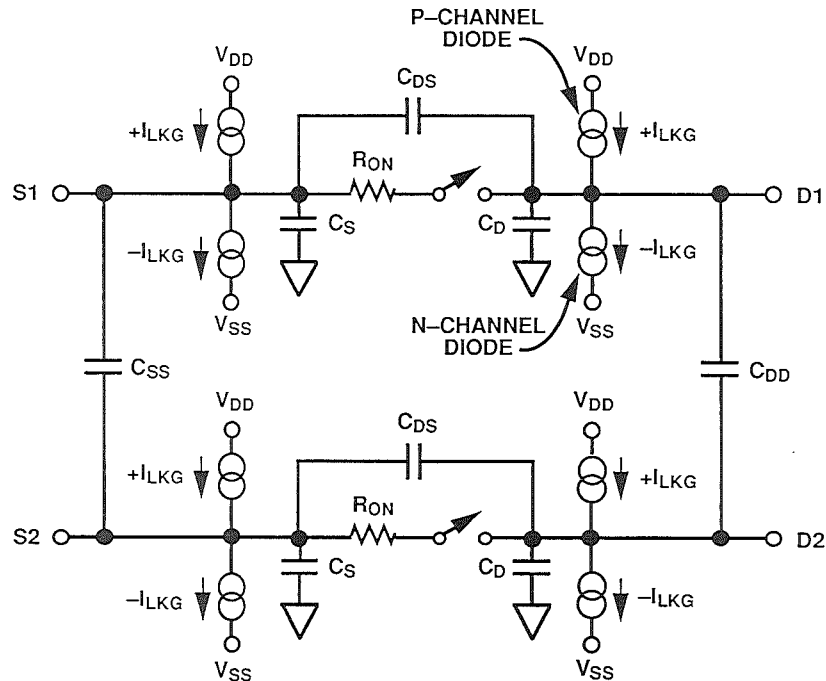 P–CHANNEL
DIODE
VDD
VDD
CDS
+ILKG
+ILKG
RON
S1
D1
CS
CD
–ILKG
–ILKG
VSS
VSS
N–CHANNEL
DIODE
CSS
CDD
VDD
VDD
CDS
+ILKG
+ILKG
RON
S2
D2
CS
CD
–ILKG
–ILKG
VSS
VSS